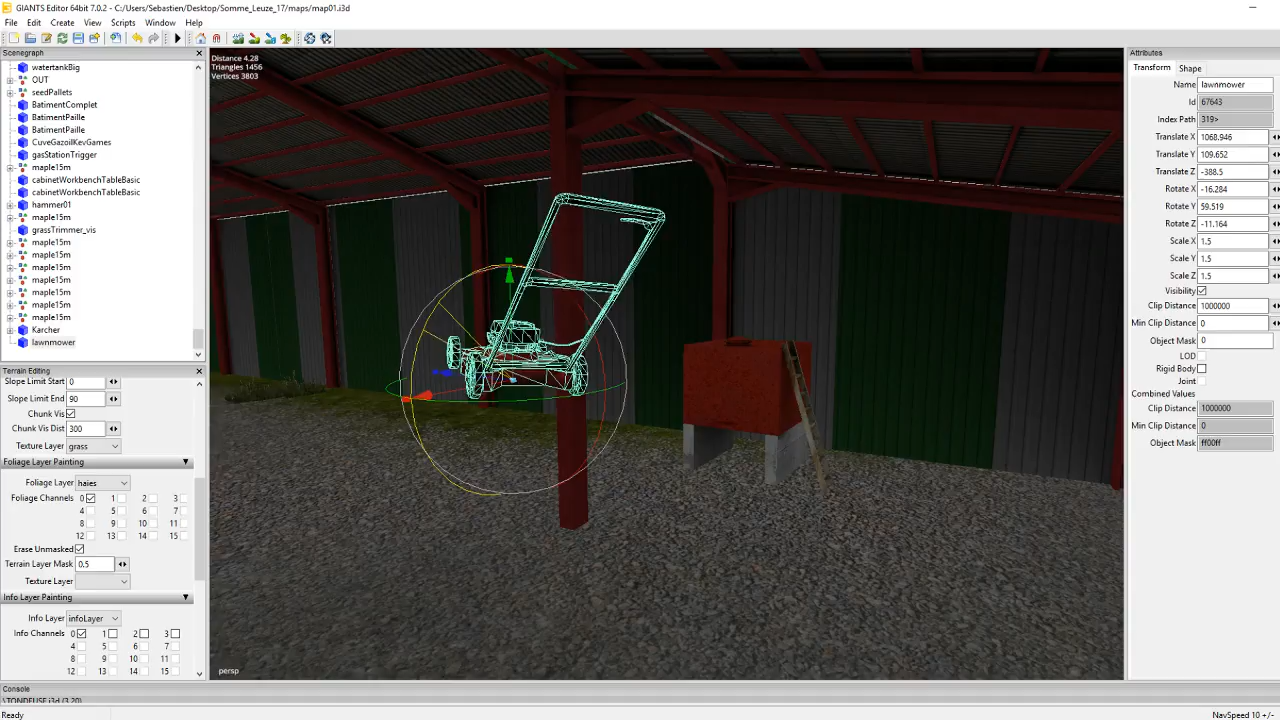 GIANTS Editor 64bit v7.0.2 - C:/Users/Sebastien/Desktop/Somme_Leuze_17/maps/map01.i3d
File Edit Create View Scripts Window Help
Scenegraph
watertankBig
OUT
seedPallets
BatimentComplet
BatimentPaille
BatimentPaille
CuveGazoilKevGames
gasStationTrigger
maple15m
cabinetWorkbenchTableBasic
cabinetWorkbenchTableBasic
hammer01
maple15m
grassTrimmer_vis
maple15m
maple15m
maple15m
maple15m
maple15m
maple15m
maple15m
Karcher
lawnmower
Terrain Editing
Slope Limit Start 0
Slope Limit End 90
Chunk Vis
Chunk Vis Dist 300
Texture Layer grass
Foliage Layer Painting
Foliage Layer haies
Foliage Channels 0 1 2 3
4 5 6 7
8 9 10 11
12 13 14 15
Erase Unmasked
Terrain Layer Mask 0.5
Texture Layer
Info Layer Painting
Info Layer infoLayer
Info Channels 0 1 2 3
4 5 6 7
8 9 10 11
12 13 14 15
Distance 4.28
Triangles 1456
Vertices 3803
persp
Attributes
Transform Shape
Name lawnmower
Id 67643
Index Path 319>
Translate X 1068.946
Translate Y 109.652
Translate Z -388.5
Rotate X -16.284
Rotate Y 59.519
Rotate Z -11.164
Scale X 1.5
Scale Y 1.5
Scale Z 1.5
Visibility
Clip Distance 1000000
Min Clip Distance 0
Object Mask 0
LOD
Rigid Body
Joint
Combined Values
Clip Distance 1000000
Min Clip Distance 0
Object Mask ff00ff
Console
\TONDEUSE.i3d (3.20)
Ready
NavSpeed 10 +/-